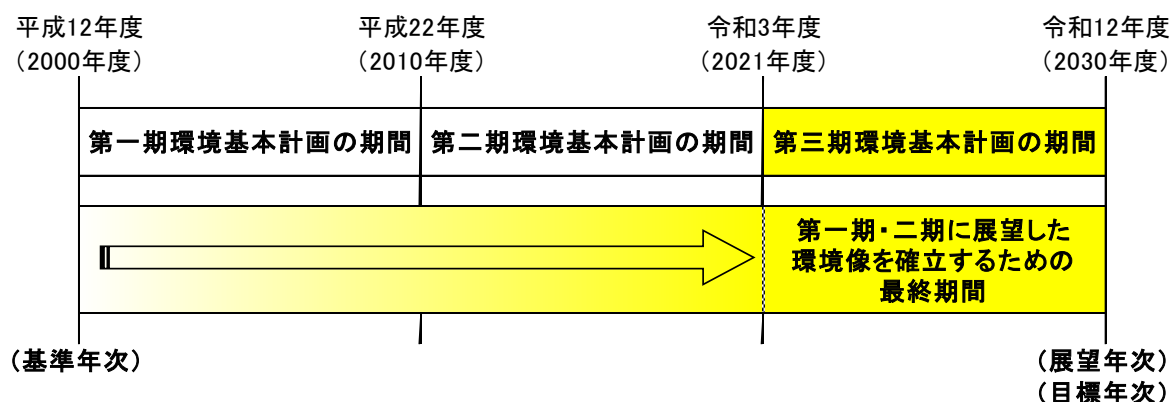 平成12年度
（2000年度）
平成22年度
（2010年度）
令和3年度
（2021年度）
令和12年度
（2030年度）
第一期環境基本計画の期間
第二期環境基本計画の期間
第三期環境基本計画の期間
第一期・二期に展望した
環境像を確立するための
最終期間
（基準年次）
（展望年次）
（目標年次）